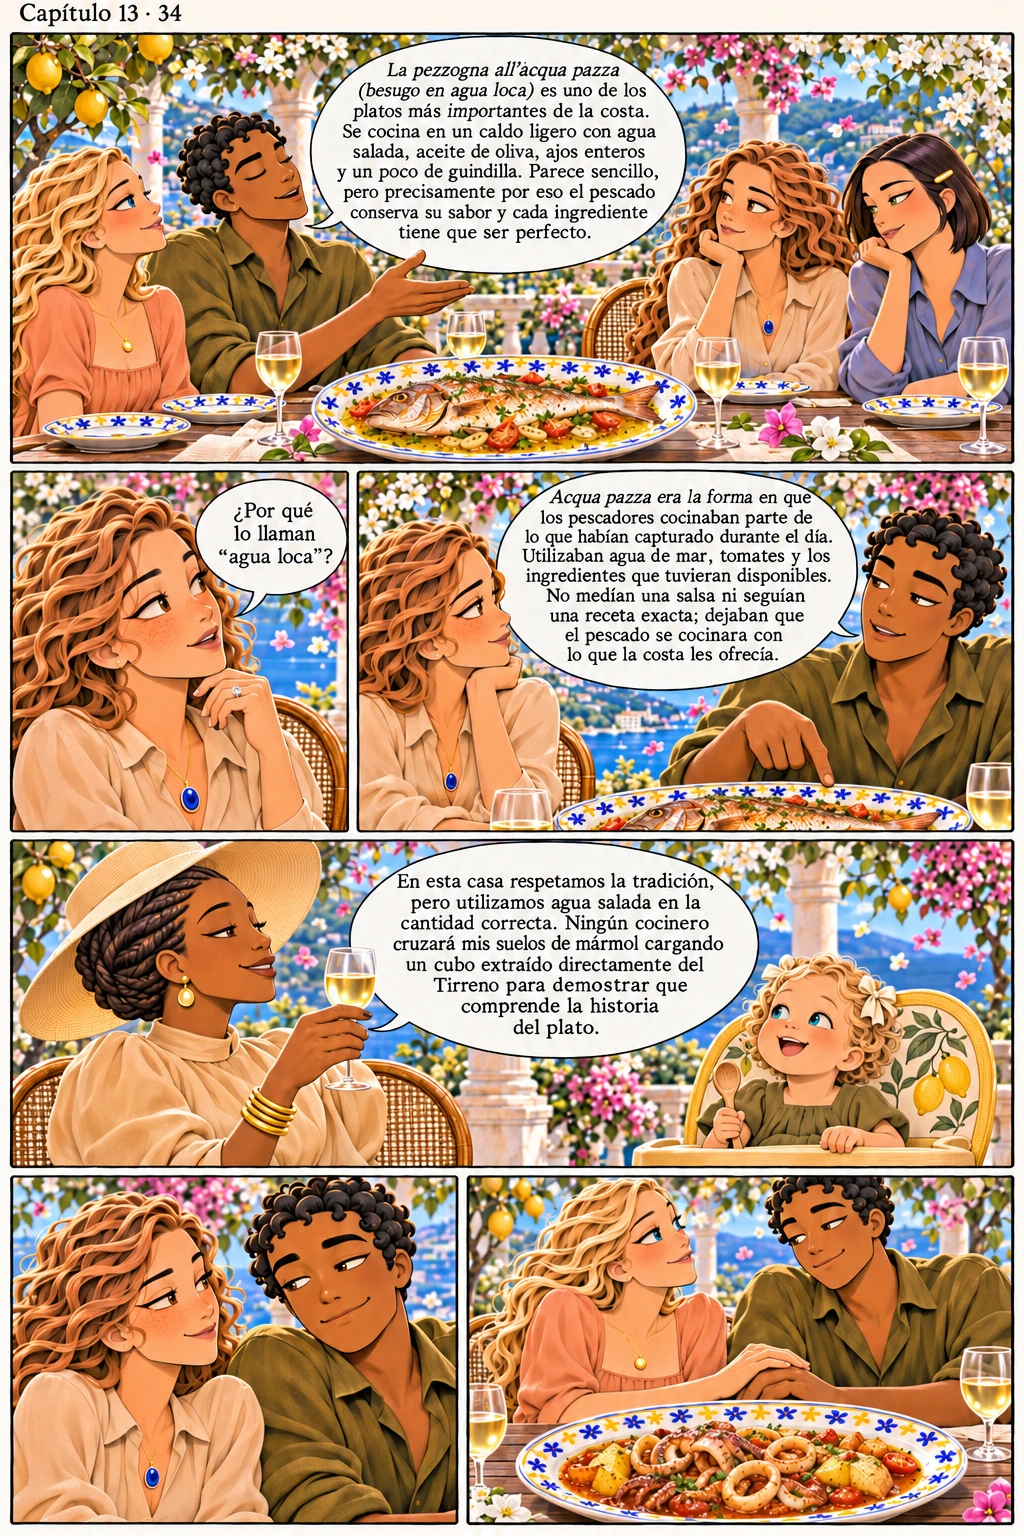 Capítulo 13 · 34
La pezzogna all'àcqua pazza
(besugo en agua loca) es uno de los
platos más importantes de la costa.
Se cocina en un caldo ligero con agua
salada, aceite de oliva, ajos enteros
y un poco de guindilla. Parece sencillo,
pero precisamente por eso el pescado
conserva su sabor y cada ingrediente
tiene que ser perfecto.
¿Por qué
lo llaman
“agua loca”?
Acqua pazza era la forma en que
los pescadores cocinaban parte de
lo que habían capturado durante el día.
Utilizaban agua de mar, tomates y los
ingredientes que tuvieran disponibles.
No medían una salsa ni seguían
una receta exacta; dejaban que
el pescado se cocinara con
lo que la costa les ofrecía.
En esta casa respetamos la tradición,
pero utilizamos agua salada en la
cantidad correcta. Ningún cocinero
cruzará mis suelos de mármol cargando
un cubo extraído directamente del
Tirreno para demostrar que
comprende la historia
del plato.